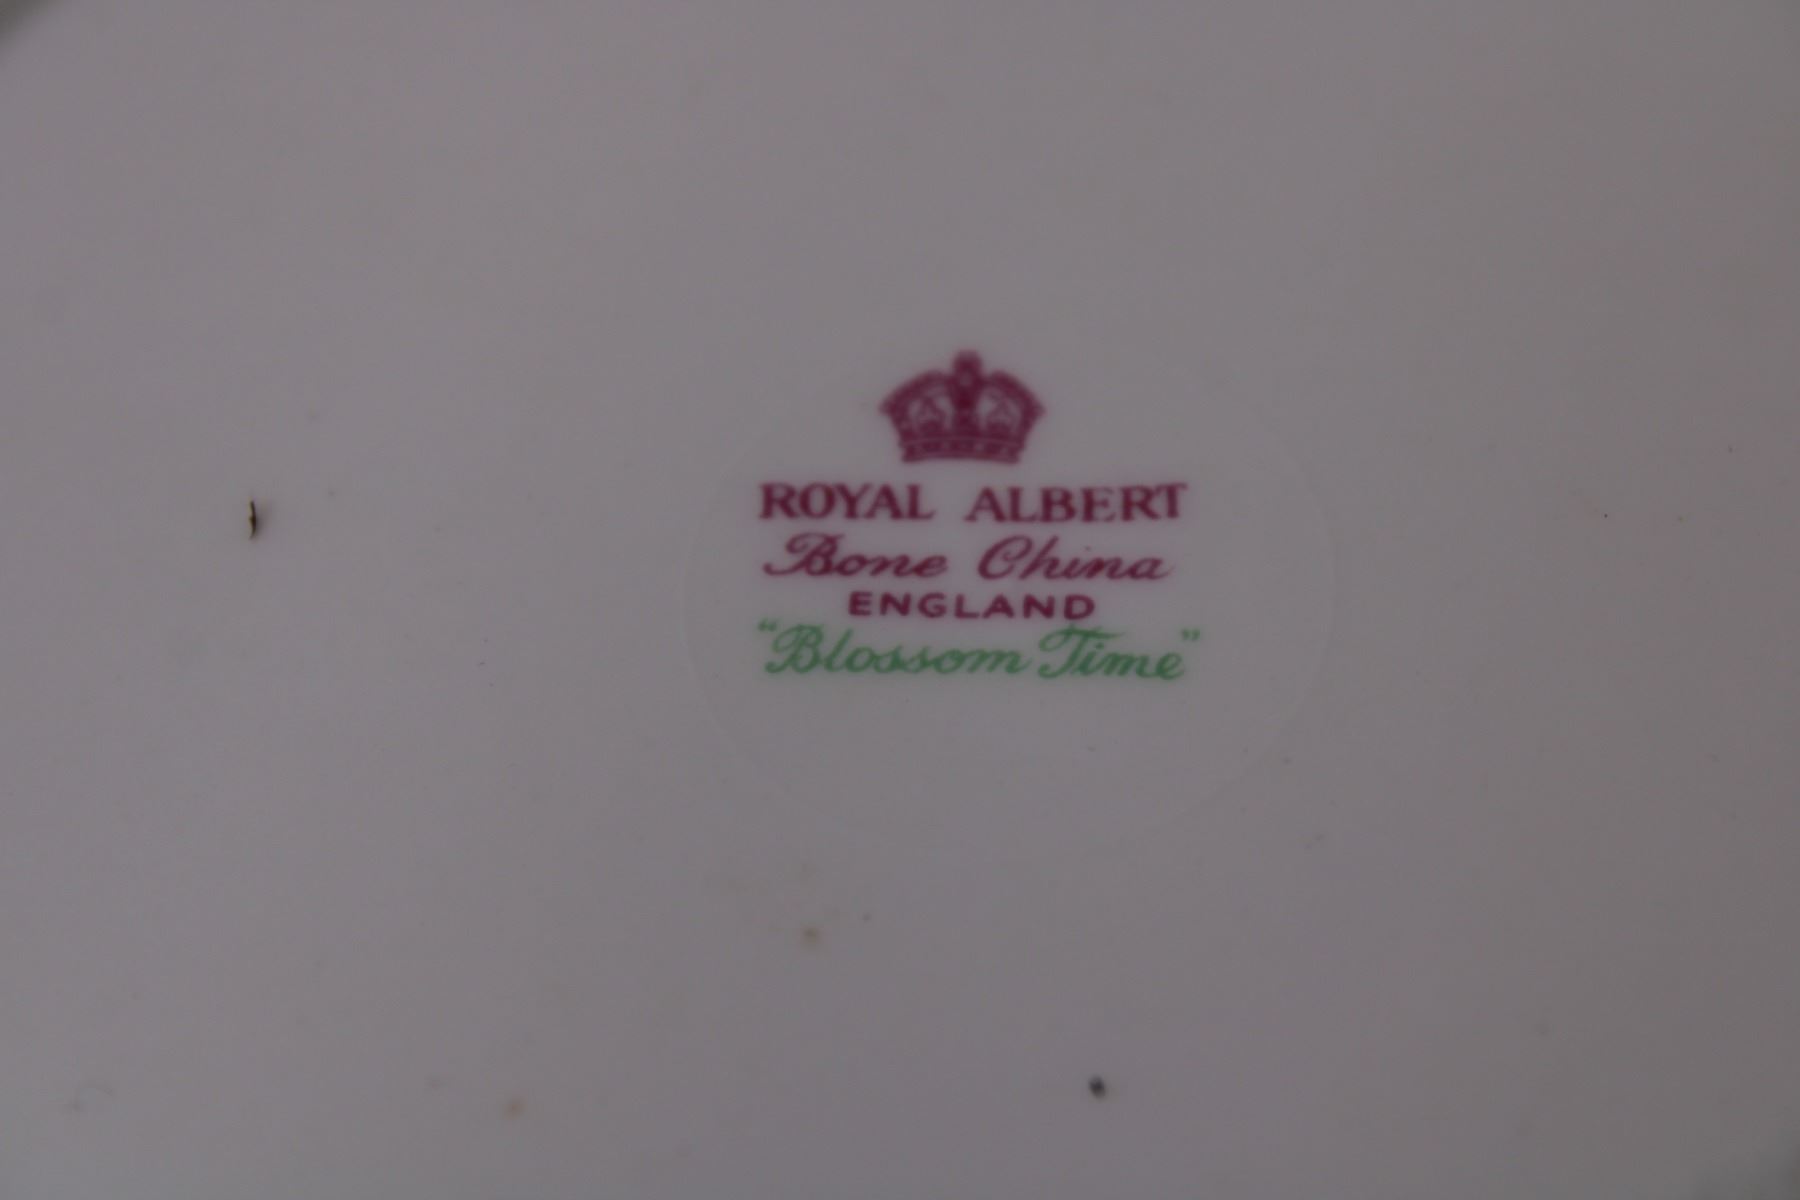 ROYAL ALBERT
Bone China
ENGLAND
"Blossom Time"